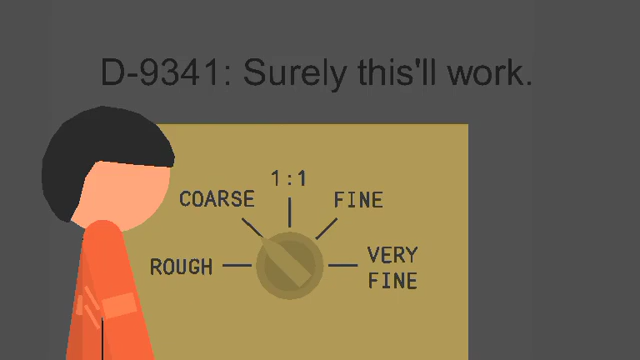 D-9341: Surely this'll work.
1:1
COARSE
FINE
ROUGH
VERY
FINE